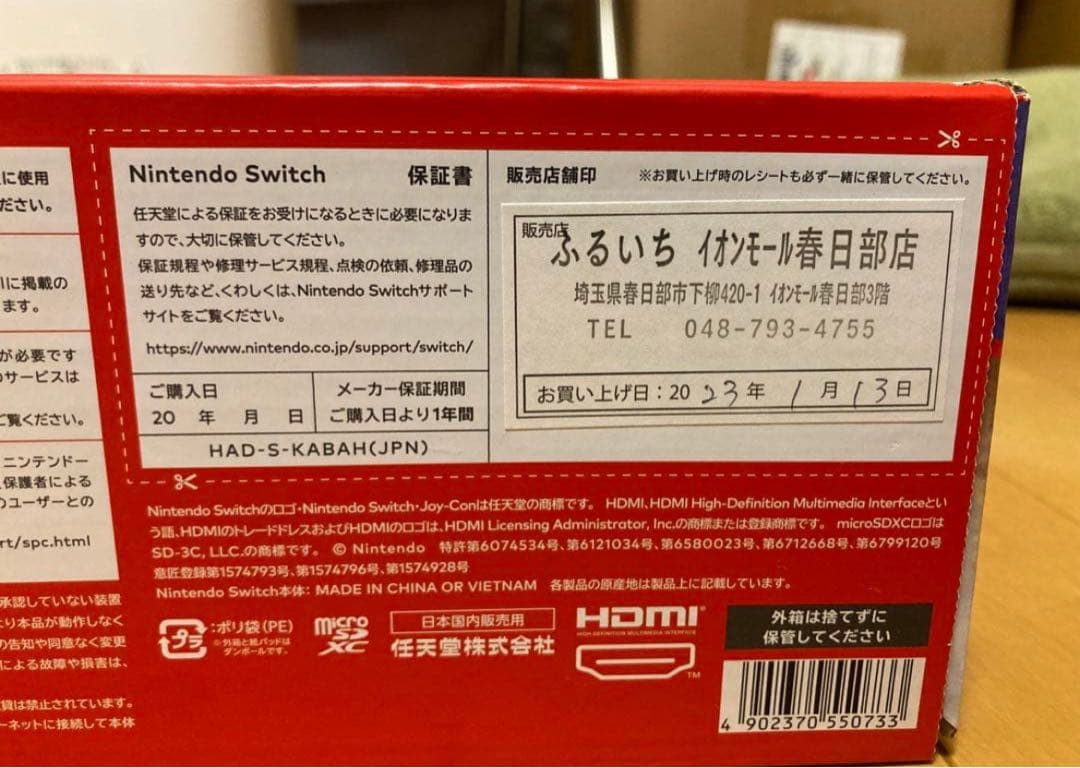 に使用
ださい。
lに掲載の
ます。
が必要です
のサービスは
ご覧ください。
ニンテンドー
保護者による
のユーザーとの
rt/spc.html
承認していない装置
より本品が動作しなく
の告知や同意なく変更
による故障や損害は、
貸は禁止されています。
ーネットに接続して本体
Nintendo Switch 保証書
任天堂による保証をお受けになるときに必要になりま
すので、大切に保管してください。
保証規程や修理サービス規程、点検の依頼、修理品の
送り先など、くわしくは、Nintendo Switchサポート
サイトをご覧ください。
https://www.nintendo.co.jp/support/switch/
ご購入日
20 年 月 日
メーカー保証期間
ご購入日より1年間
HAD-S-KABAH(JPN)
販売店舗印 ※お買い上げ時のレシートも必ず一緒に保管してください。
販売店
ふるいち イオンモール春日部店
埼玉県春日部市下柳420-1 イオンモール春日部3階
TEL 048-793-4755
お買い上げ日：2023年 1月 13日
Nintendo Switchのロゴ・Nintendo Switch・Joy-Conは任天堂の商標です。 HDMI、HDMI High-Definition Multimedia Interfaceとい
う語、HDMIのトレードドレスおよびHDMIのロゴは、HDMI Licensing Administrator, Inc.の商標または登録商標です。 microSDXCロゴは
SD-3C, LLC.の商標です。 © Nintendo 特許第6074534号、第6121034号、第6580023号、第6712668号、第6799120号
意匠登録第1574793号、第1574796号、第1574928号
Nintendo Switch本体：MADE IN CHINA OR VIETNAM 各製品の原産地は製品上に記載しています。
プラ
：ポリ袋(PE)
※外箱と紙パッドは
ダンボールです。
micro
SD
XC
日本国内販売用
任天堂株式会社
HDMI®
HIGH-DEFINITION MULTIMEDIA INTERFACE
TM
外箱は捨てずに
保管してください
4 902370 550733